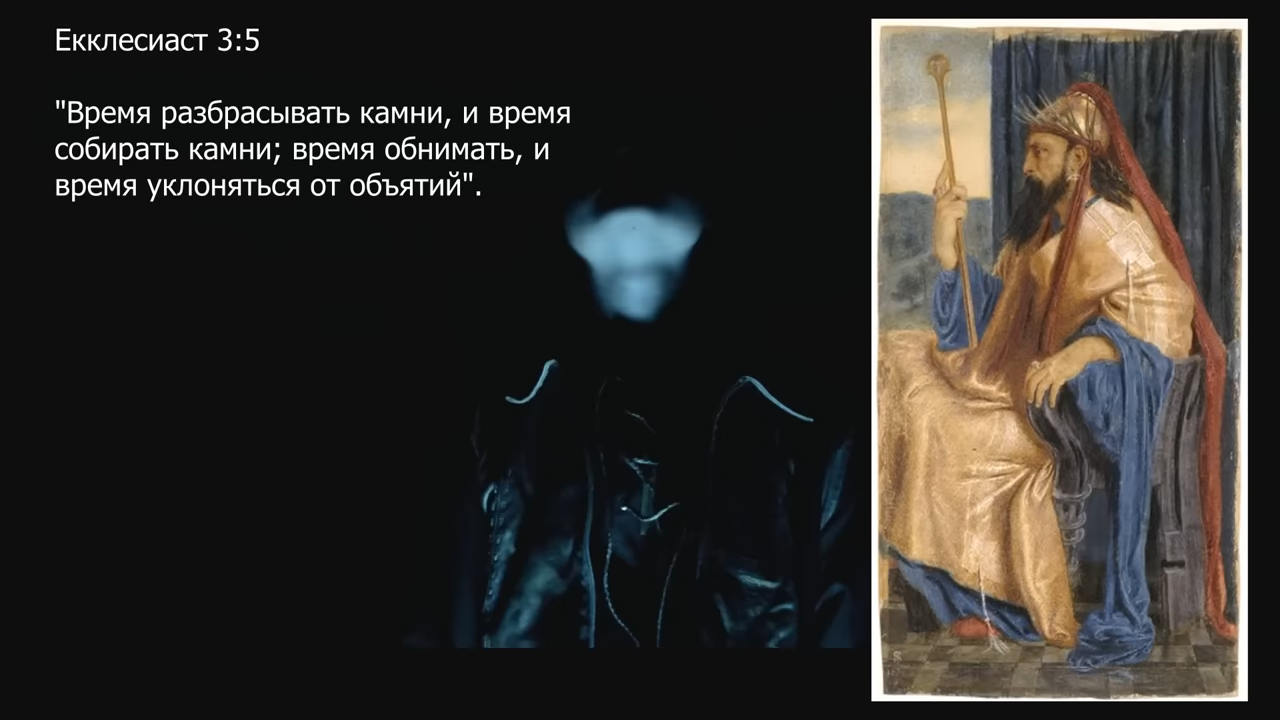 Екклесиаст 3:5
"Время разбрасывать камни, и время
собирать камни; время обнимать, и
время уклоняться от объятий".